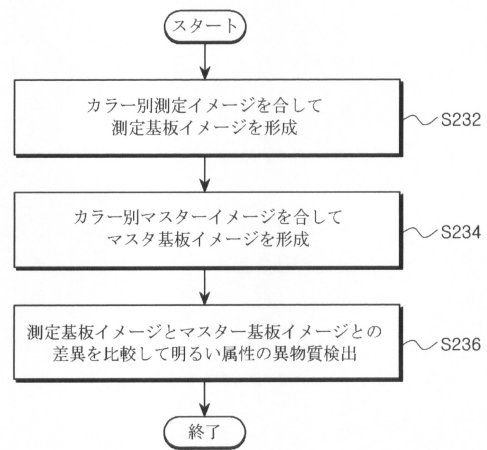 スタート
カラー別測定イメージを合して
測定基板イメージを形成
S232
カラー別マスターイメージを合して
マスタ基板イメージを形成
S234
測定基板イメージとマスター基板イメージとの
差異を比較して明るい属性の異物質検出
S236
終了